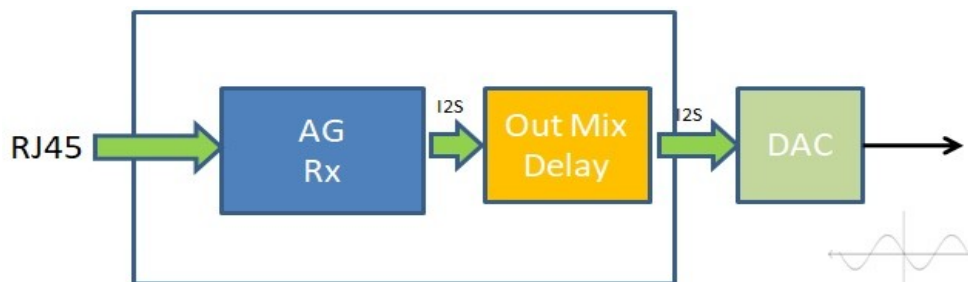 RJ45
AG
Rx
I2S
Out Mix
Delay
I2S
DAC